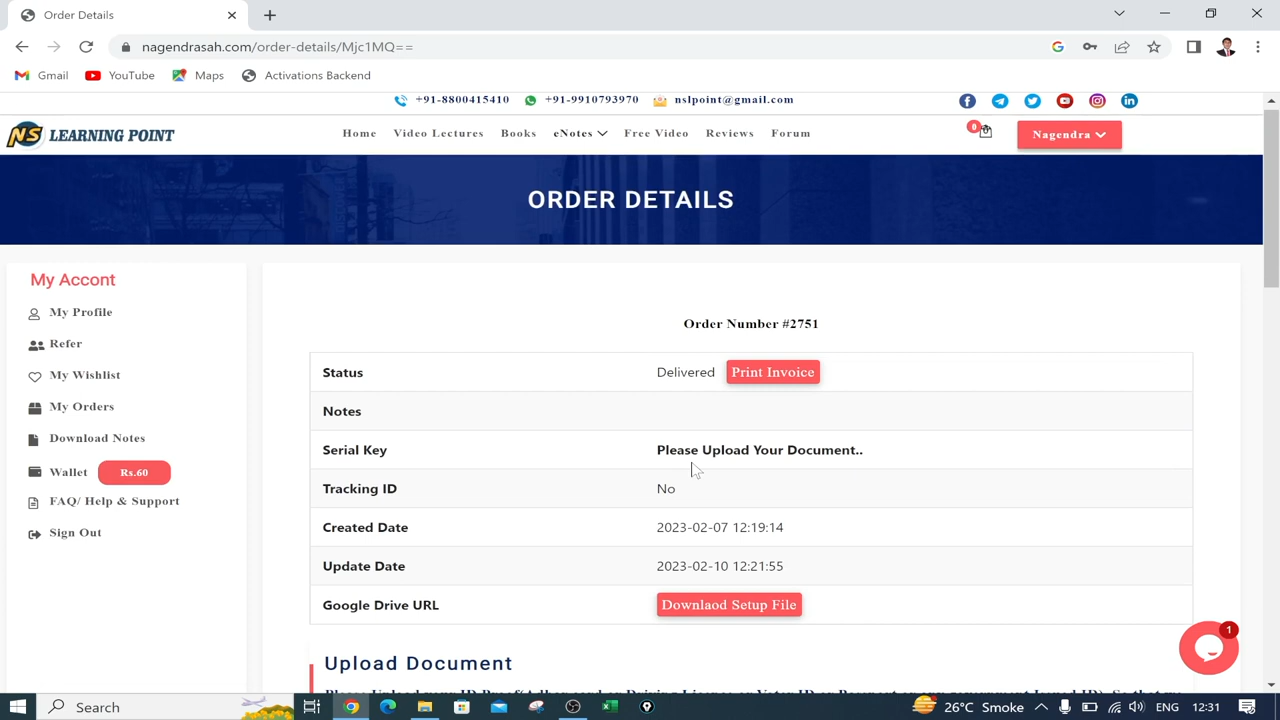 Order Details
nagendrasah.com/order-details/Mjc1MQ==
Gmail YouTube Maps Activations Backend
+91-8800415410 +91-9910793970 nslpoint@gmail.com
NS LEARNING POINT
Home Video Lectures Books eNotes Free Video Reviews Forum 0 Nagendra
ORDER DETAILS
My Accont
My Profile
Refer
My Wishlist
My Orders
Download Notes
Wallet Rs.60
FAQ/ Help & Support
Sign Out
Order Number #2751
Status Delivered Print Invoice
Notes
Serial Key Please Upload Your Document..
Tracking ID No
Created Date 2023-02-07 12:19:14
Update Date 2023-02-10 12:21:55
Google Drive URL Downlaod Setup File
1
Upload Document
Search
26°C Smoke ENG 12:31